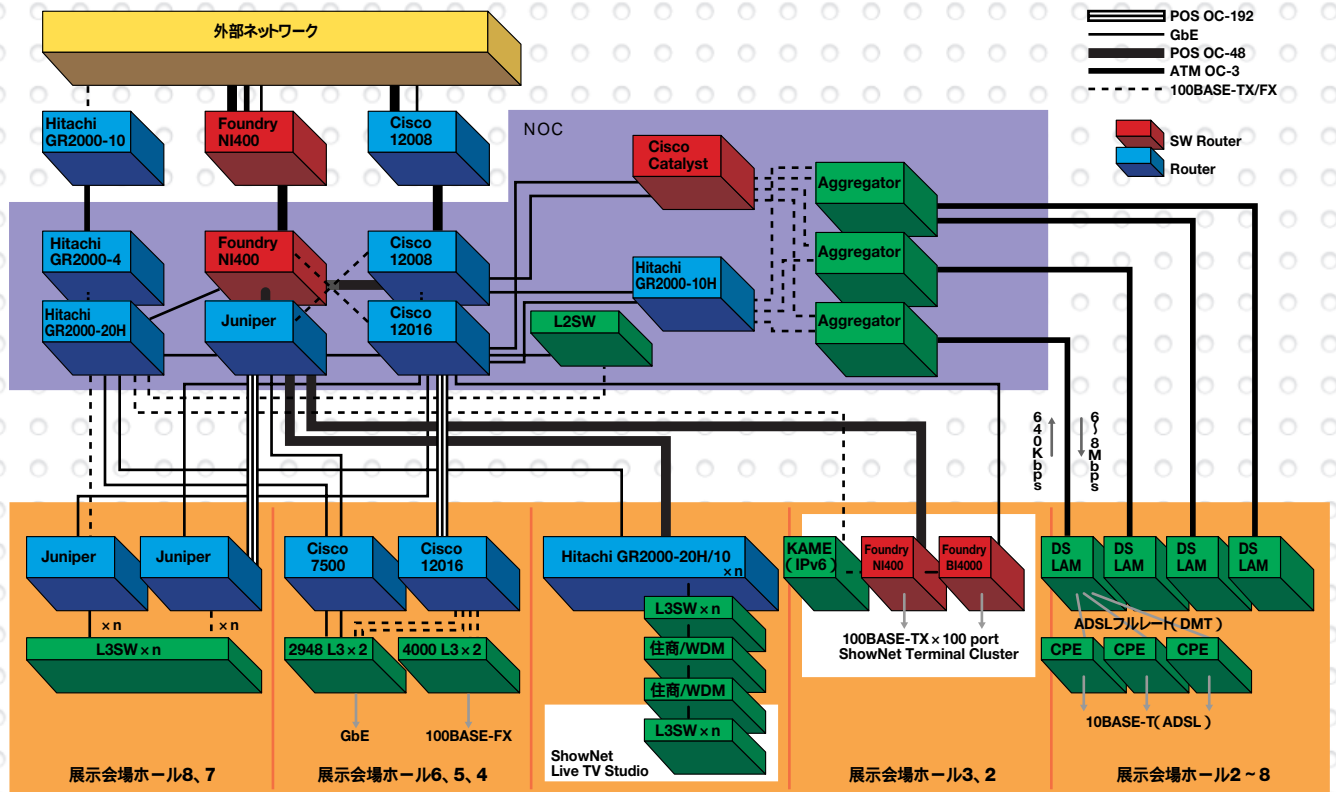 外部ネットワーク
POS OC-192
GbE
POS OC-48
ATM OC-3
100BASE-TX/FX
SW Router
Router
Hitachi
GR2000-10
Foundry
NI400
Cisco
12008
NOC
Cisco
Catalyst
Aggregator
Hitachi
GR2000-4
Foundry
NI400
Cisco
12008
Hitachi
GR2000-10H
Aggregator
Hitachi
GR2000-20H
Juniper
Cisco
12016
L2SW
Aggregator
640Kbps
6~8Mbps
Juniper
Juniper
Cisco
7500
Cisco
12016
Hitachi GR2000-20H/10
×n
KAME
(IPv6)
Foundry
NI400
Foundry
BI4000
DS
LAM
DS
LAM
DS
LAM
DS
LAM
×n
×n
L3SW×n
2948 L3×2
4000 L3×2
L3SW×n
住商/WDM
住商/WDM
L3SW×n
100BASE-TX×100 port
ShowNet Terminal Cluster
ADSLフルレート(DMT)
CPE
CPE
CPE
10BASE-T(ADSL)
GbE
100BASE-FX
ShowNet
Live TV Studio
展示会場ホール8、7
展示会場ホール6、5、4
展示会場ホール3、2
展示会場ホール2~8